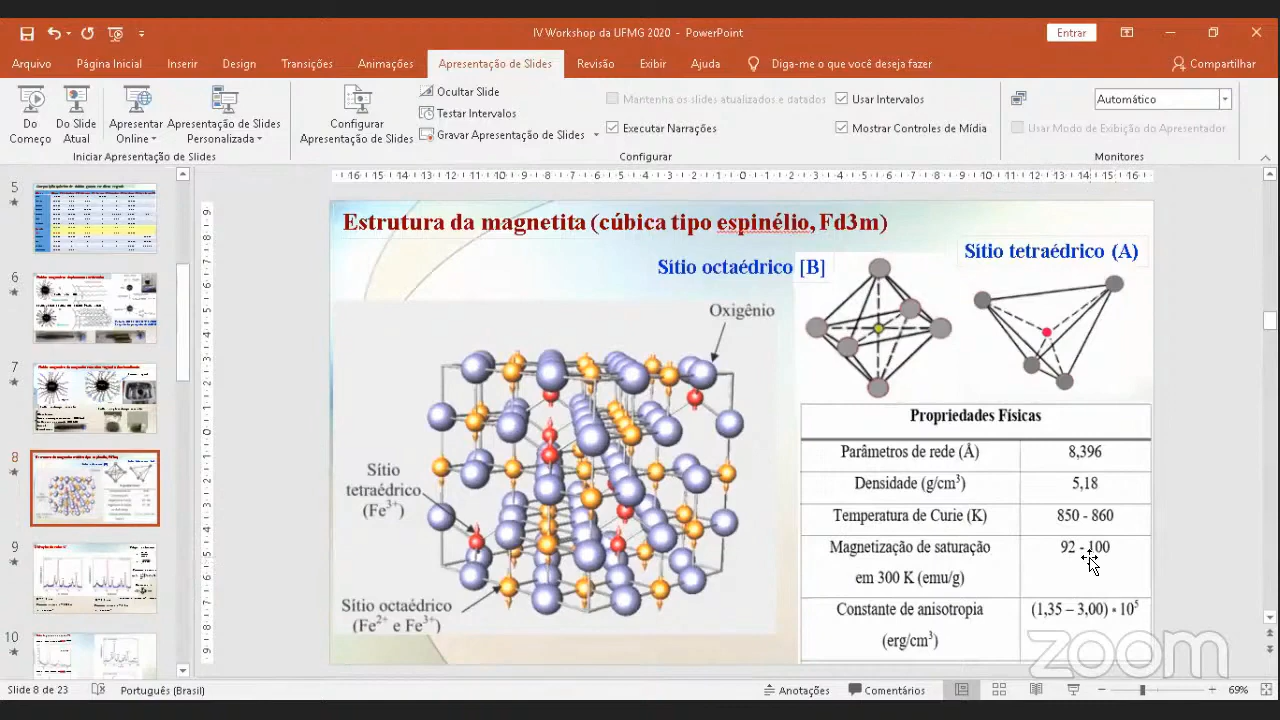 IV Workshop da UFMG 2020 - PowerPoint
Entrar
Arquivo
Página Inicial
Inserir
Design
Transições
Animações
Apresentação de Slides
Revisão
Exibir
Ajuda
Diga-me o que você deseja fazer
Compartilhar
Do Começo
Do Slide Atual
Apresentar Online
Apresentação de Slides Personalizada
Iniciar Apresentação de Slides
Configurar Apresentação de Slides
Ocultar Slide
Testar Intervalos
Gravar Apresentação de Slides
Mantenha os slides atualizados e datados
Executar Narrações
Usar Intervalos
Mostrar Controles de Mídia
Configurar
Automático
Usar Modo de Exibição do Apresentador
Monitores
5
6
7
8
9
10
Estrutura da magnetita (cúbica tipo espinélio, Fd3m)
Sítio octaédrico [B]
Sítio tetraédrico (A)
Oxigênio
Sítio
tetraédrico
(Fe3+)
Sítio octaédrico
(Fe2+ e Fe3+)
Propriedades Físicas
Parâmetros de rede (Å) 8,396
Densidade (g/cm3) 5,18
Temperatura de Curie (K) 850 - 860
Magnetização de saturação 92 - 100
em 300 K (emu/g)
Constante de anisotropia (1,35 – 3,00) * 105
(erg/cm3)
zoom
Slide 8 de 23
Português (Brasil)
Anotações
Comentários
69%